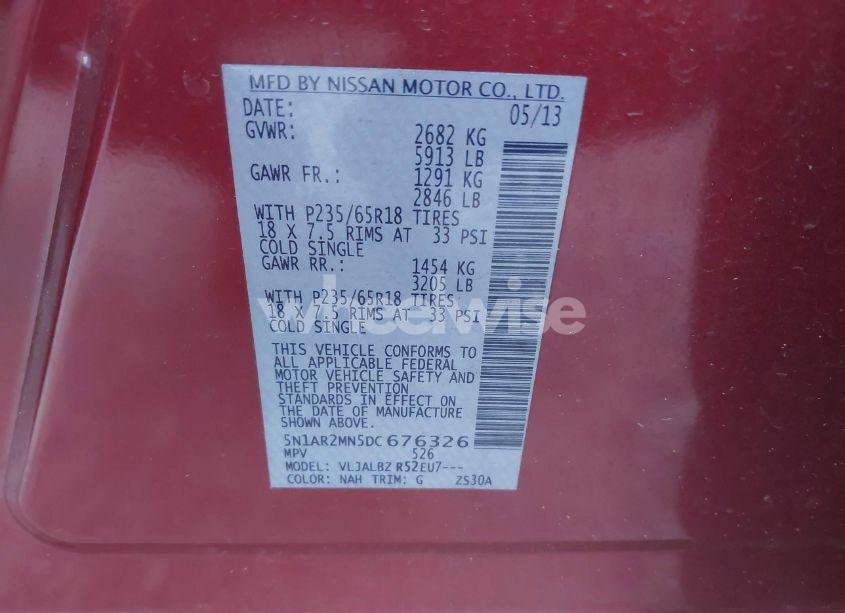 MFD BY NISSAN MOTOR CO., LTD.
DATE: 05/13
GVWR: 2682 KG
5913 LB
GAWR FR.: 1291 KG
2846 LB
WITH P235/65R18 TIRES
18 X 7.5 RIMS AT 33 PSI
COLD SINGLE
GAWR RR.: 1454 KG
3205 LB
WITH P235/65R18 TIRES
18 X 7.5 RIMS AT 33 PSI
COLD SINGLE
wheelwise
THIS VEHICLE CONFORMS TO
ALL APPLICABLE FEDERAL
MOTOR VEHICLE SAFETY AND
THEFT PREVENTION
STANDARDS IN EFFECT ON
THE DATE OF MANUFACTURE
SHOWN ABOVE.
5N1AR2MN5DC676326
MPV 526
MODEL: VLJALBZ R52EU7---
COLOR: NAH TRIM: G ZS30A